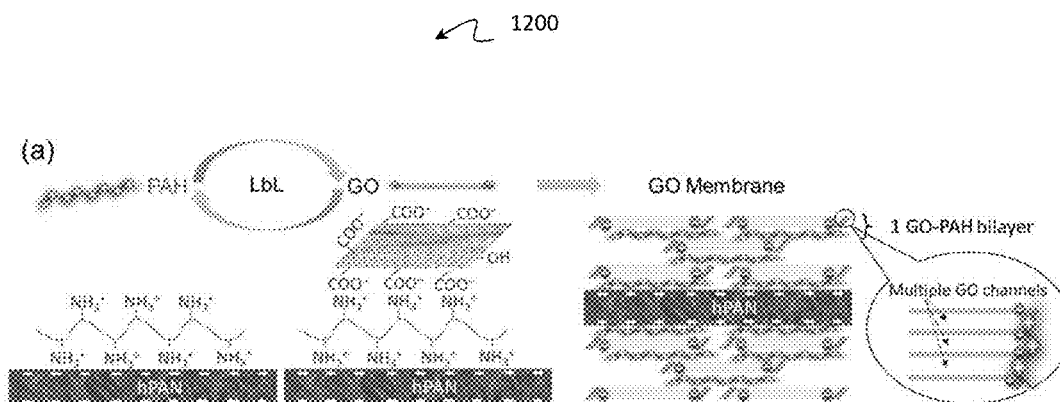 1200
(a)
PAH LbL GO GO Membrane
COO⁻ COO⁻ COO⁻
OH
1 GO-PAH bilayer
COO⁻ COO⁻ COO⁻
NH₃⁺ NH₃⁺ NH₃⁺ NH₃⁺ NH₃⁺ NH₃⁺
hPAN
Multiple GO channels
NH₃⁺ NH₃⁺ NH₃⁺ NH₃⁺ NH₃⁺ NH₃⁺ NH₃⁺ NH₃⁺
hPAN hPAN